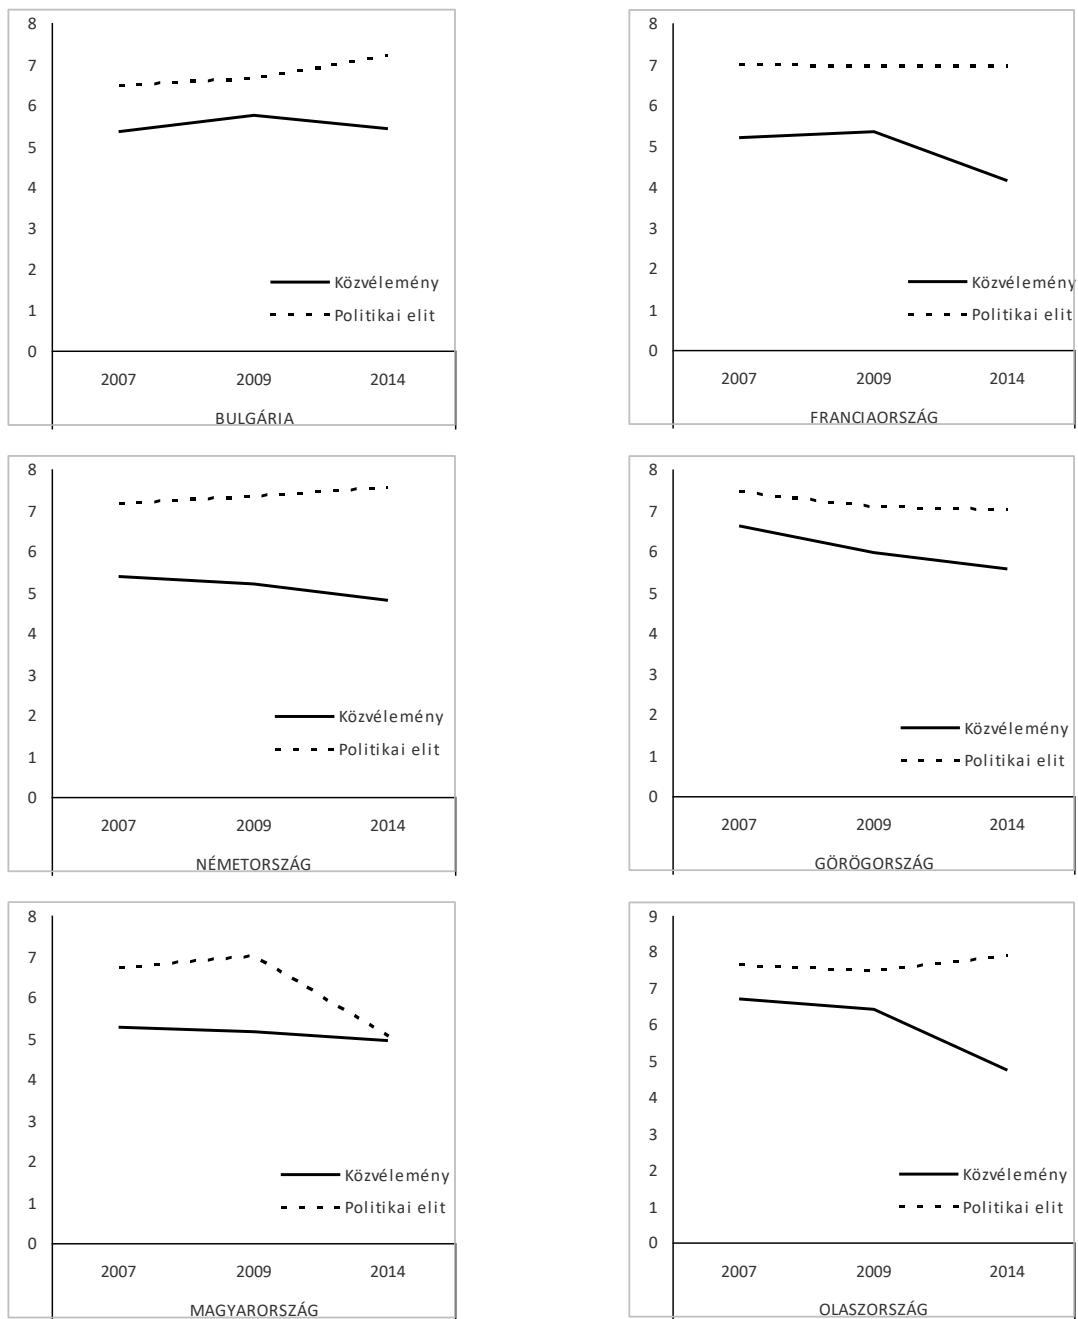 8
7
6
5
4
3
2
1
0
Közvélemény
Politikai elit
2007 2009 2014
BULGÁRIA
8
7
6
5
4
3
2
1
0
Közvélemény
Politikai elit
2007 2009 2014
FRANCIAORSZÁG
8
7
6
5
4
3
2
1
0
Közvélemény
Politikai elit
2007 2009 2014
NÉMETORSZÁG
8
7
6
5
4
3
2
1
0
Közvélemény
Politikai elit
2007 2009 2014
GÖRÖGORSZÁG
8
7
6
5
4
3
2
1
0
Közvélemény
Politikai elit
2007 2009 2014
MAGYARORSZÁG
9
8
7
6
5
4
3
2
1
0
Közvélemény
Politikai elit
2007 2009 2014
OLASZORSZÁG